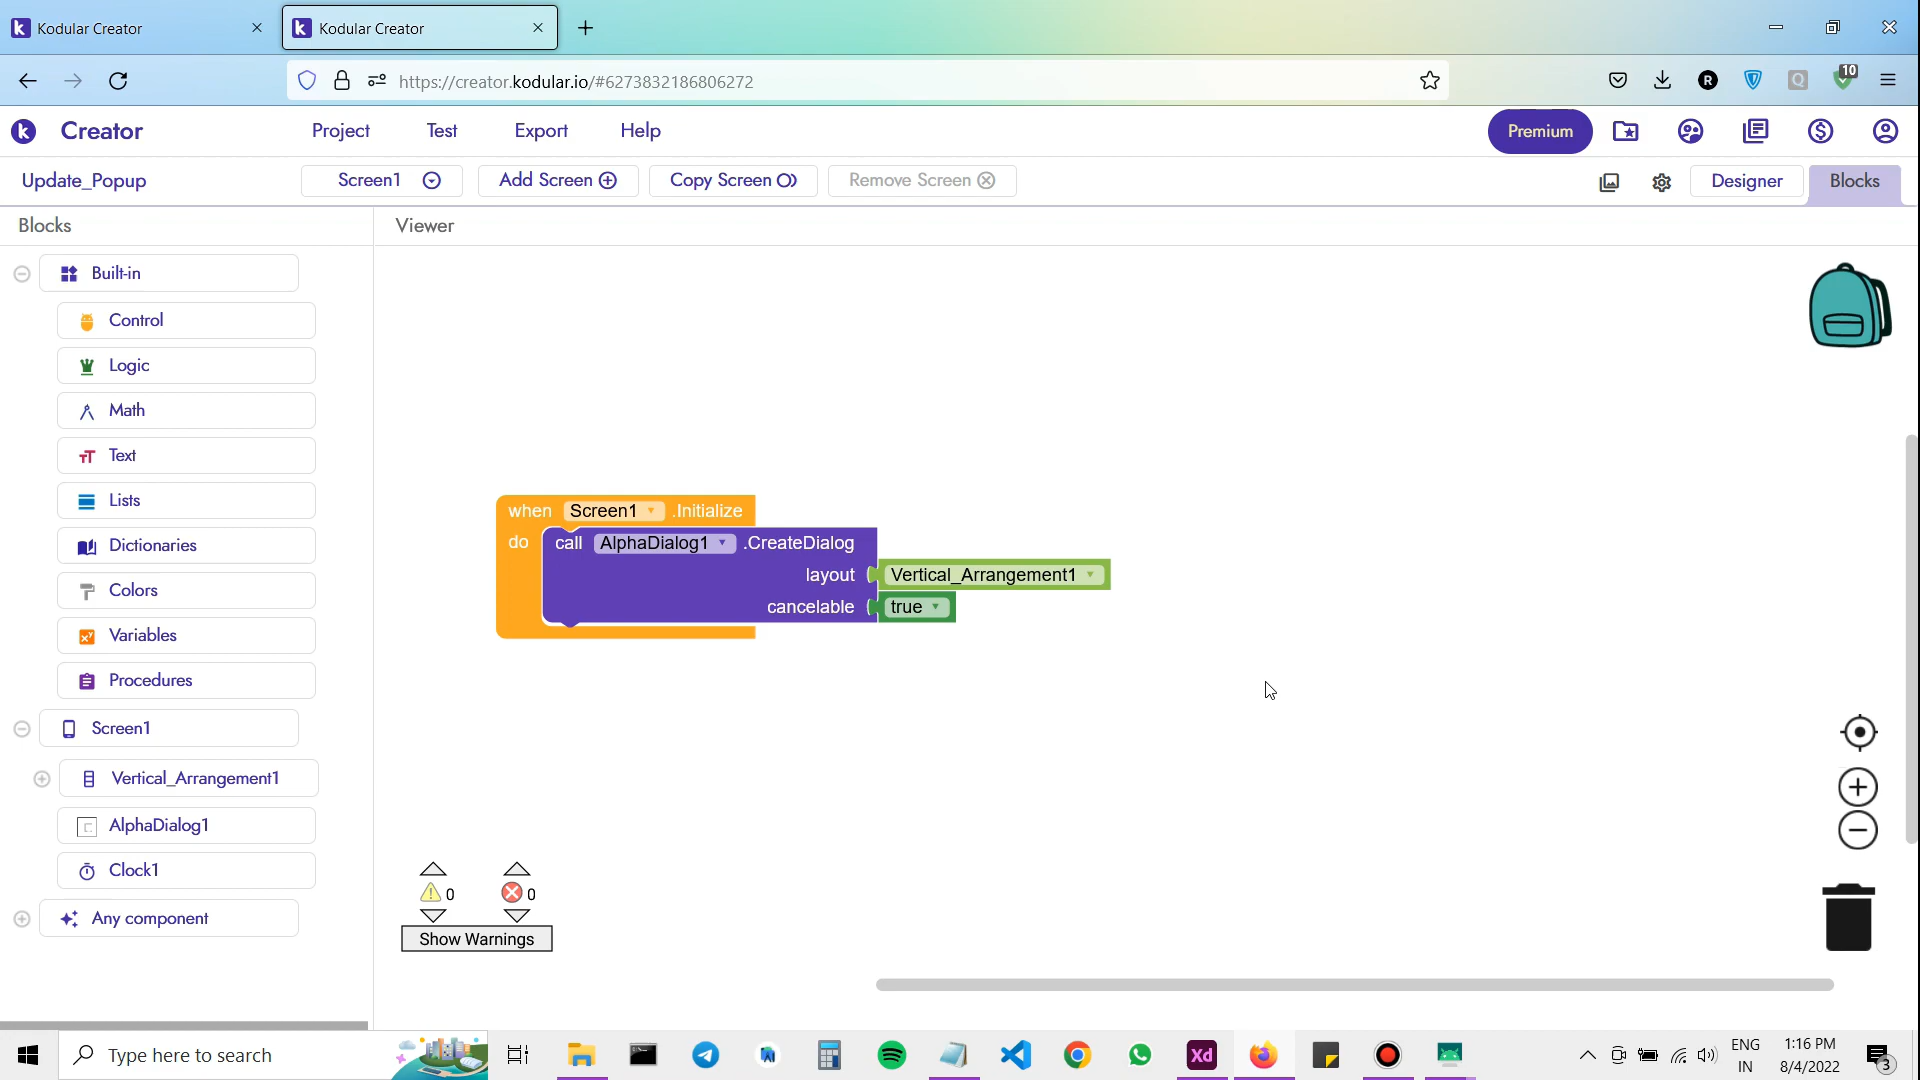 Kodular Creator
Kodular Creator
https://creator.kodular.io/#6273832186806272
R
Q
10
k
Creator
Project
Test
Export
Help
Premium
Update_Popup
Screen1
Add Screen
Copy Screen
Remove Screen
Designer
Blocks
Blocks
Viewer
Built-in
Control
Logic
Math
Text
Lists
Dictionaries
Colors
Variables
Procedures
Screen1
Vertical_Arrangement1
AlphaDialog1
Clock1
Any component
when Screen1 .Initialize
do call AlphaDialog1 .CreateDialog
layout Vertical_Arrangement1
cancelable true
0
0
Show Warnings
Type here to search
Xd
ENG
IN
1:16 PM
8/4/2022
3